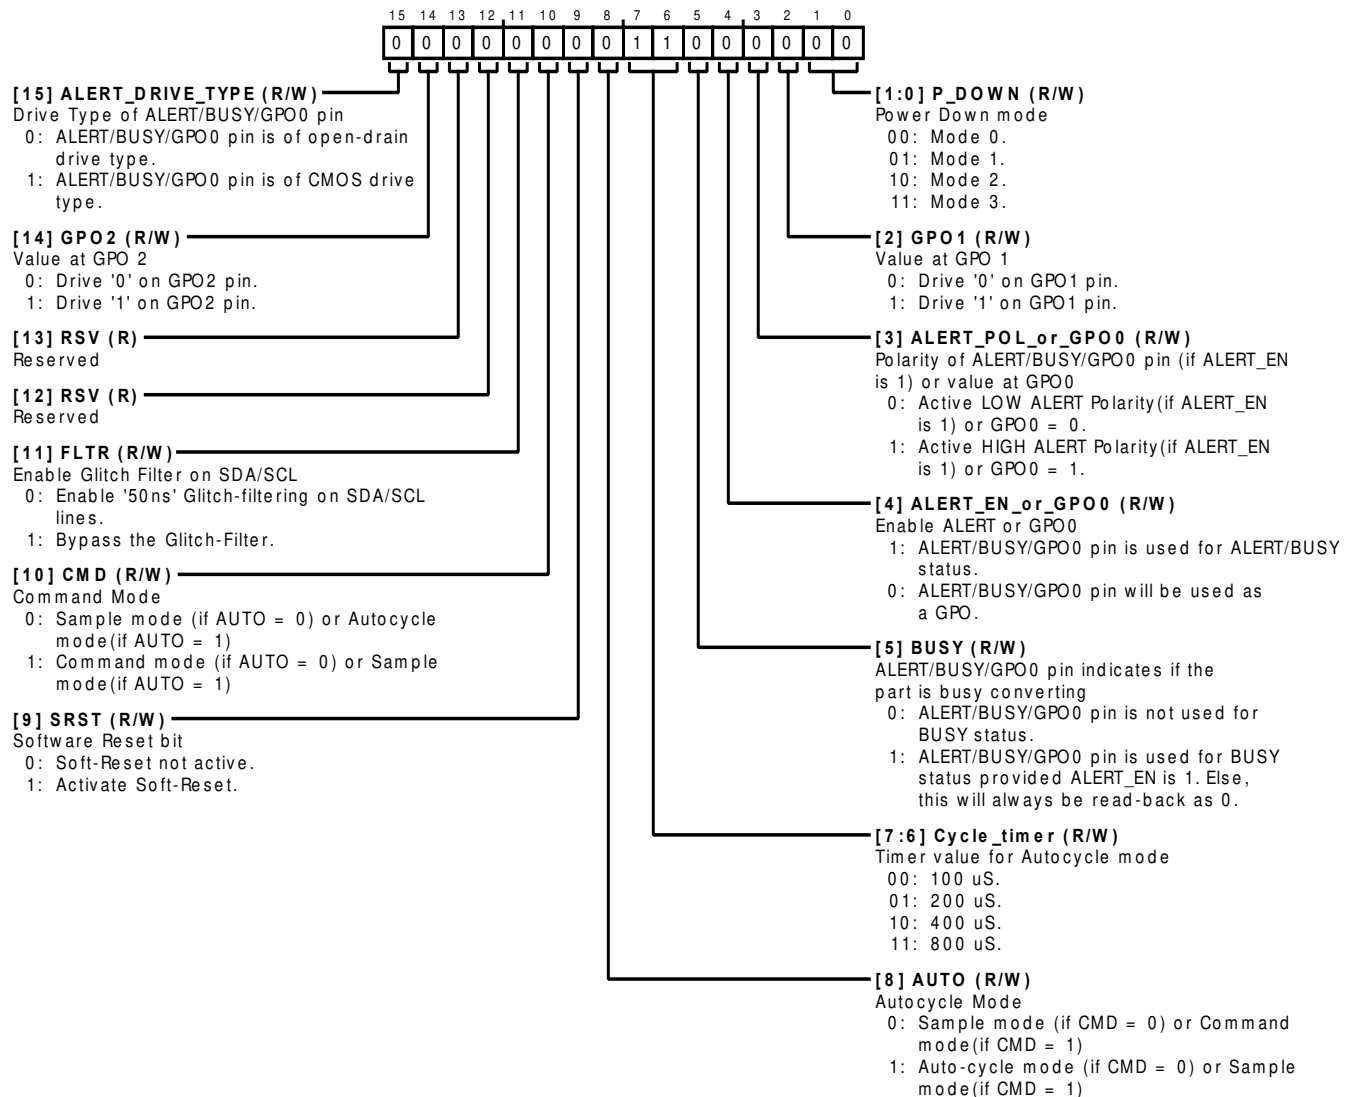 15 14 13 12 11 10 9 8 7 6 5 4 3 2 1 0
0 0 0 0 0 0 0 0 1 1 0 0 0 0 0 0
[15] ALERT_DRIVE_TYPE (R/W)
Drive Type of ALERT/BUSY/GPO0 pin
0: ALERT/BUSY/GPO0 pin is of open-drain
drive type.
1: ALERT/BUSY/GPO0 pin is of CMOS drive
type.
[14] GPO2 (R/W)
Value at GPO 2
0: Drive '0' on GPO2 pin.
1: Drive '1' on GPO2 pin.
[13] RSV (R)
Reserved
[12] RSV (R)
Reserved
[11] FLTR (R/W)
Enable Glitch Filter on SDA/SCL
0: Enable '50ns' Glitch-filtering on SDA/SCL
lines.
1: Bypass the Glitch-Filter.
[10] CMD (R/W)
Command Mode
0: Sample mode (if AUTO = 0) or Autocycle
mode(if AUTO = 1)
1: Command mode (if AUTO = 0) or Sample
mode(if AUTO = 1)
[9] SRST (R/W)
Software Reset bit
0: Soft-Reset not active.
1: Activate Soft-Reset.
[1:0] P_DOWN (R/W)
Power Down mode
00: Mode 0.
01: Mode 1.
10: Mode 2.
11: Mode 3.
[2] GPO1 (R/W)
Value at GPO 1
0: Drive '0' on GPO1 pin.
1: Drive '1' on GPO1 pin.
[3] ALERT_POL_or_GPO0 (R/W)
Polarity of ALERT/BUSY/GPO0 pin (if ALERT_EN
is 1) or value at GPO0
0: Active LOW ALERT Polarity(if ALERT_EN
is 1) or GPO0 = 0.
1: Active HIGH ALERT Polarity(if ALERT_EN
is 1) or GPO0 = 1.
[4] ALERT_EN_or_GPO0 (R/W)
Enable ALERT or GPO0
1: ALERT/BUSY/GPO0 pin is used for ALERT/BUSY
status.
0: ALERT/BUSY/GPO0 pin will be used as
a GPO.
[5] BUSY (R/W)
ALERT/BUSY/GPO0 pin indicates if the
part is busy converting
0: ALERT/BUSY/GPO0 pin is not used for
BUSY status.
1: ALERT/BUSY/GPO0 pin is used for BUSY
status provided ALERT_EN is 1. Else,
this will always be read-back as 0.
[7:6] Cycle_timer (R/W)
Timer value for Autocycle mode
00: 100 uS.
01: 200 uS.
10: 400 uS.
11: 800 uS.
[8] AUTO (R/W)
Autocycle Mode
0: Sample mode (if CMD = 0) or Command
mode(if CMD = 1)
1: Auto-cycle mode (if CMD = 0) or Sample
mode(if CMD = 1)